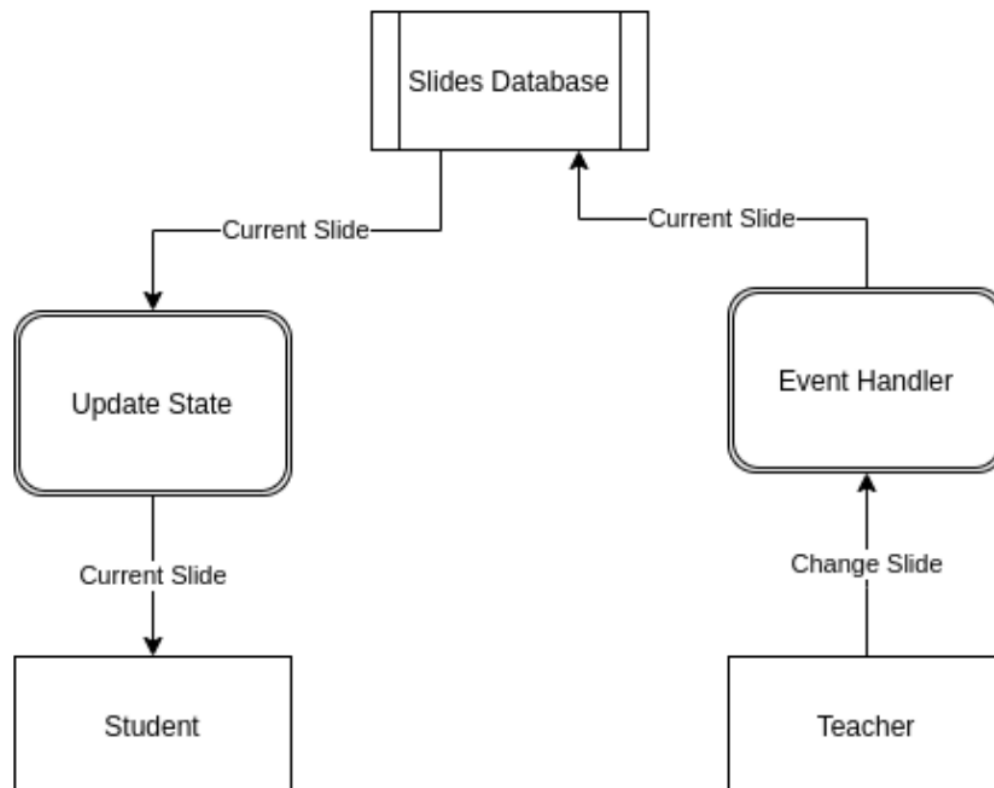 Slides Database
Current Slide
Current Slide
Event Handler
Update State
Change Slide
Current Slide
Student
Teacher